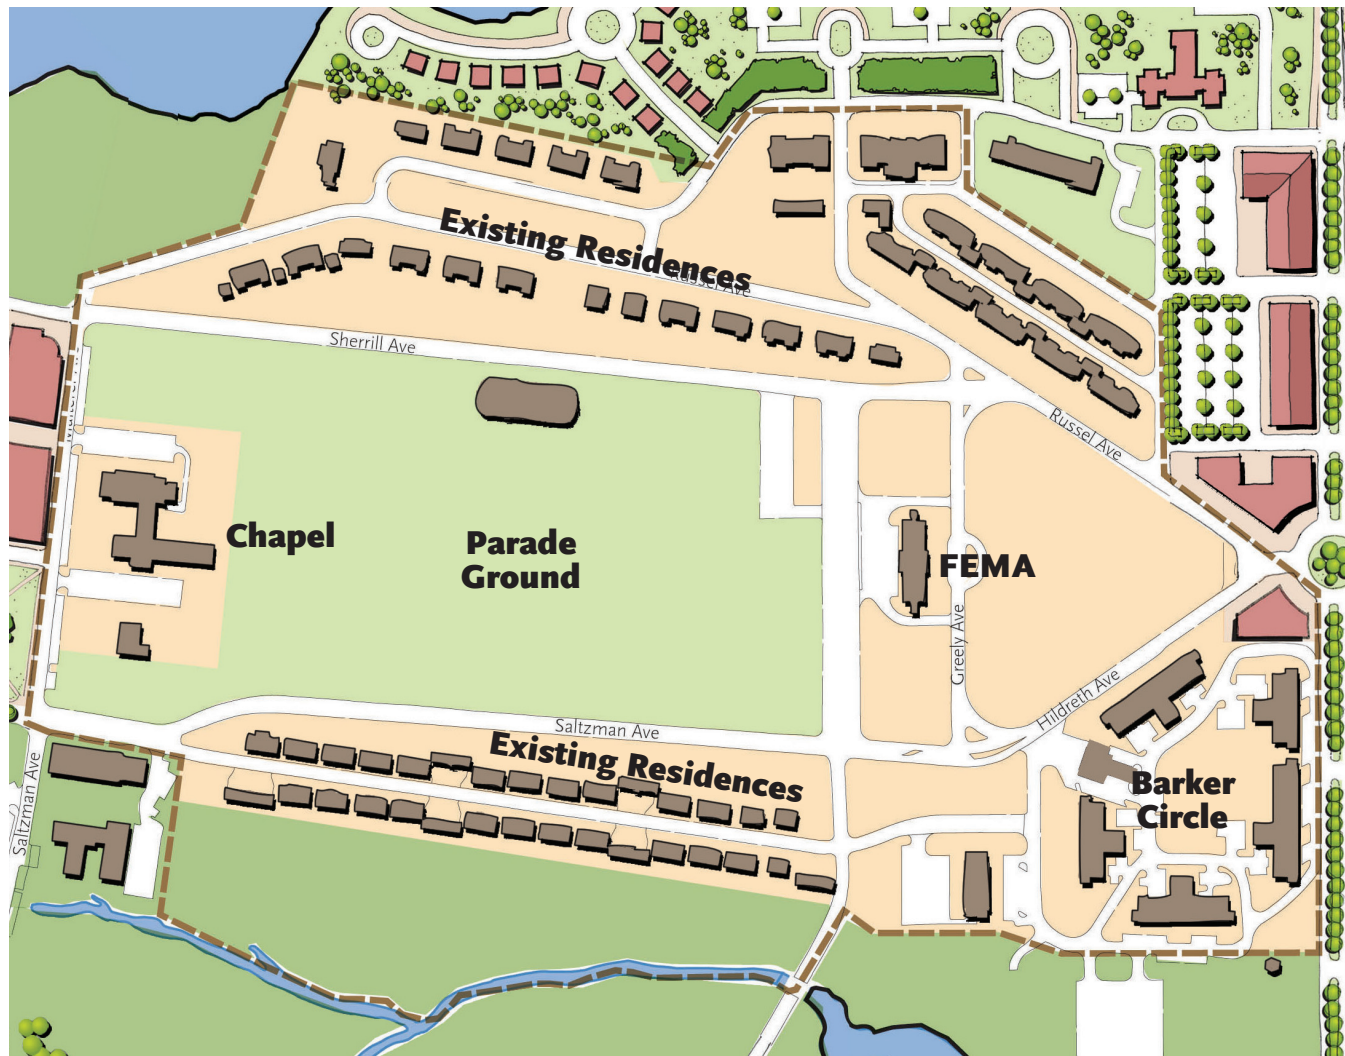 Existing Residences
Russel Ave
Sherrill Ave
Russel Ave
Chapel
Parade
Ground
FEMA
Greely Ave
Hildreth Ave
Saltzman Ave
Existing Residences
Barker
Circle
Saltzman Ave